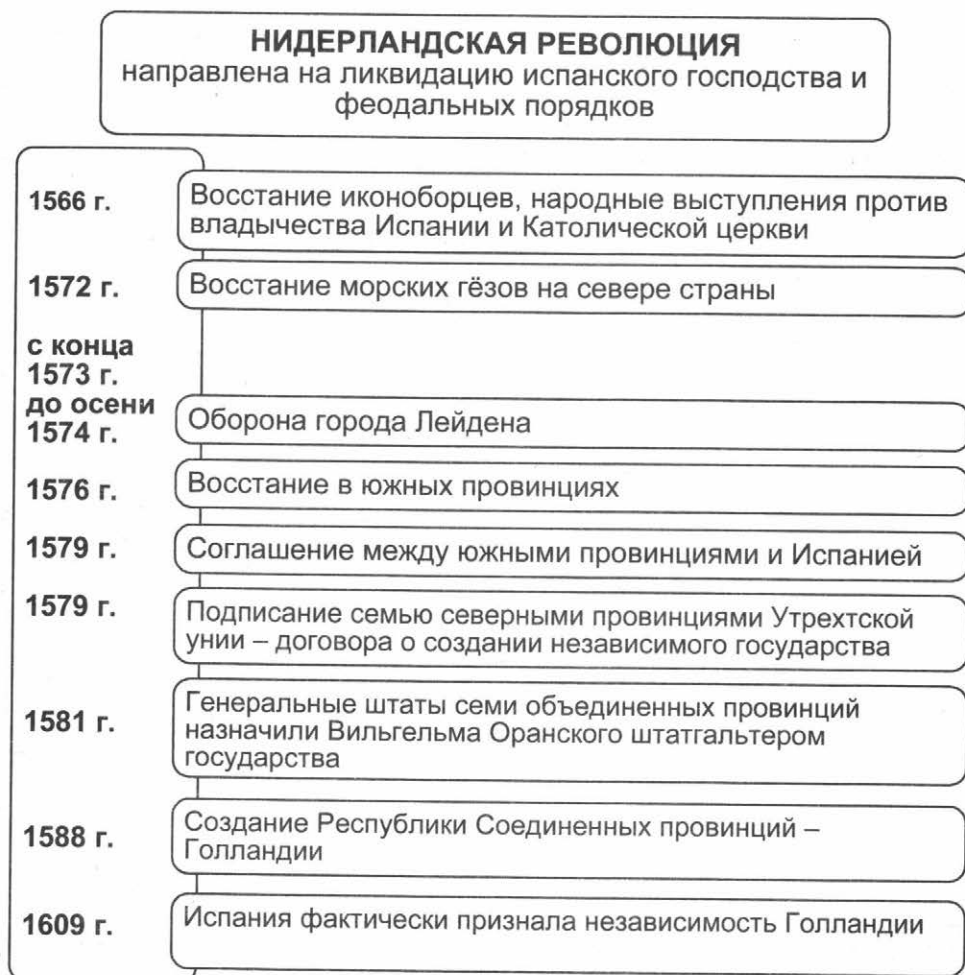 НИДЕРЛАНДСКАЯ РЕВОЛЮЦИЯ
направлена на ликвидацию испанского господства и
феодальных порядков
1566 г.
Восстание иконоборцев, народные выступления против
владычества Испании и Католической церкви
1572 г.
Восстание морских гёзов на севере страны
с конца
1573 г.
до осени
1574 г.
Оборона города Лейдена
1576 г.
Восстание в южных провинциях
1579 г.
Соглашение между южными провинциями и Испанией
1579 г.
Подписание семью северными провинциями Утрехтской
унии – договора о создании независимого государства
1581 г.
Генеральные штаты семи объединенных провинций
назначили Вильгельма Оранского штатгальтером
государства
1588 г.
Создание Республики Соединенных провинций –
Голландии
1609 г.
Испания фактически признала независимость Голландии